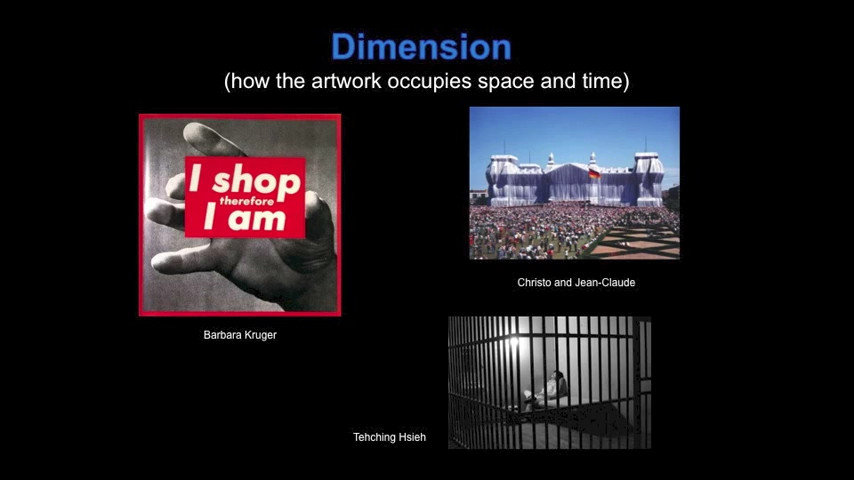 Dimension
(how the artwork occupies space and time)
I shop
therefore
I am
Christo and Jean-Claude
Barbara Kruger
Tehching Hsieh